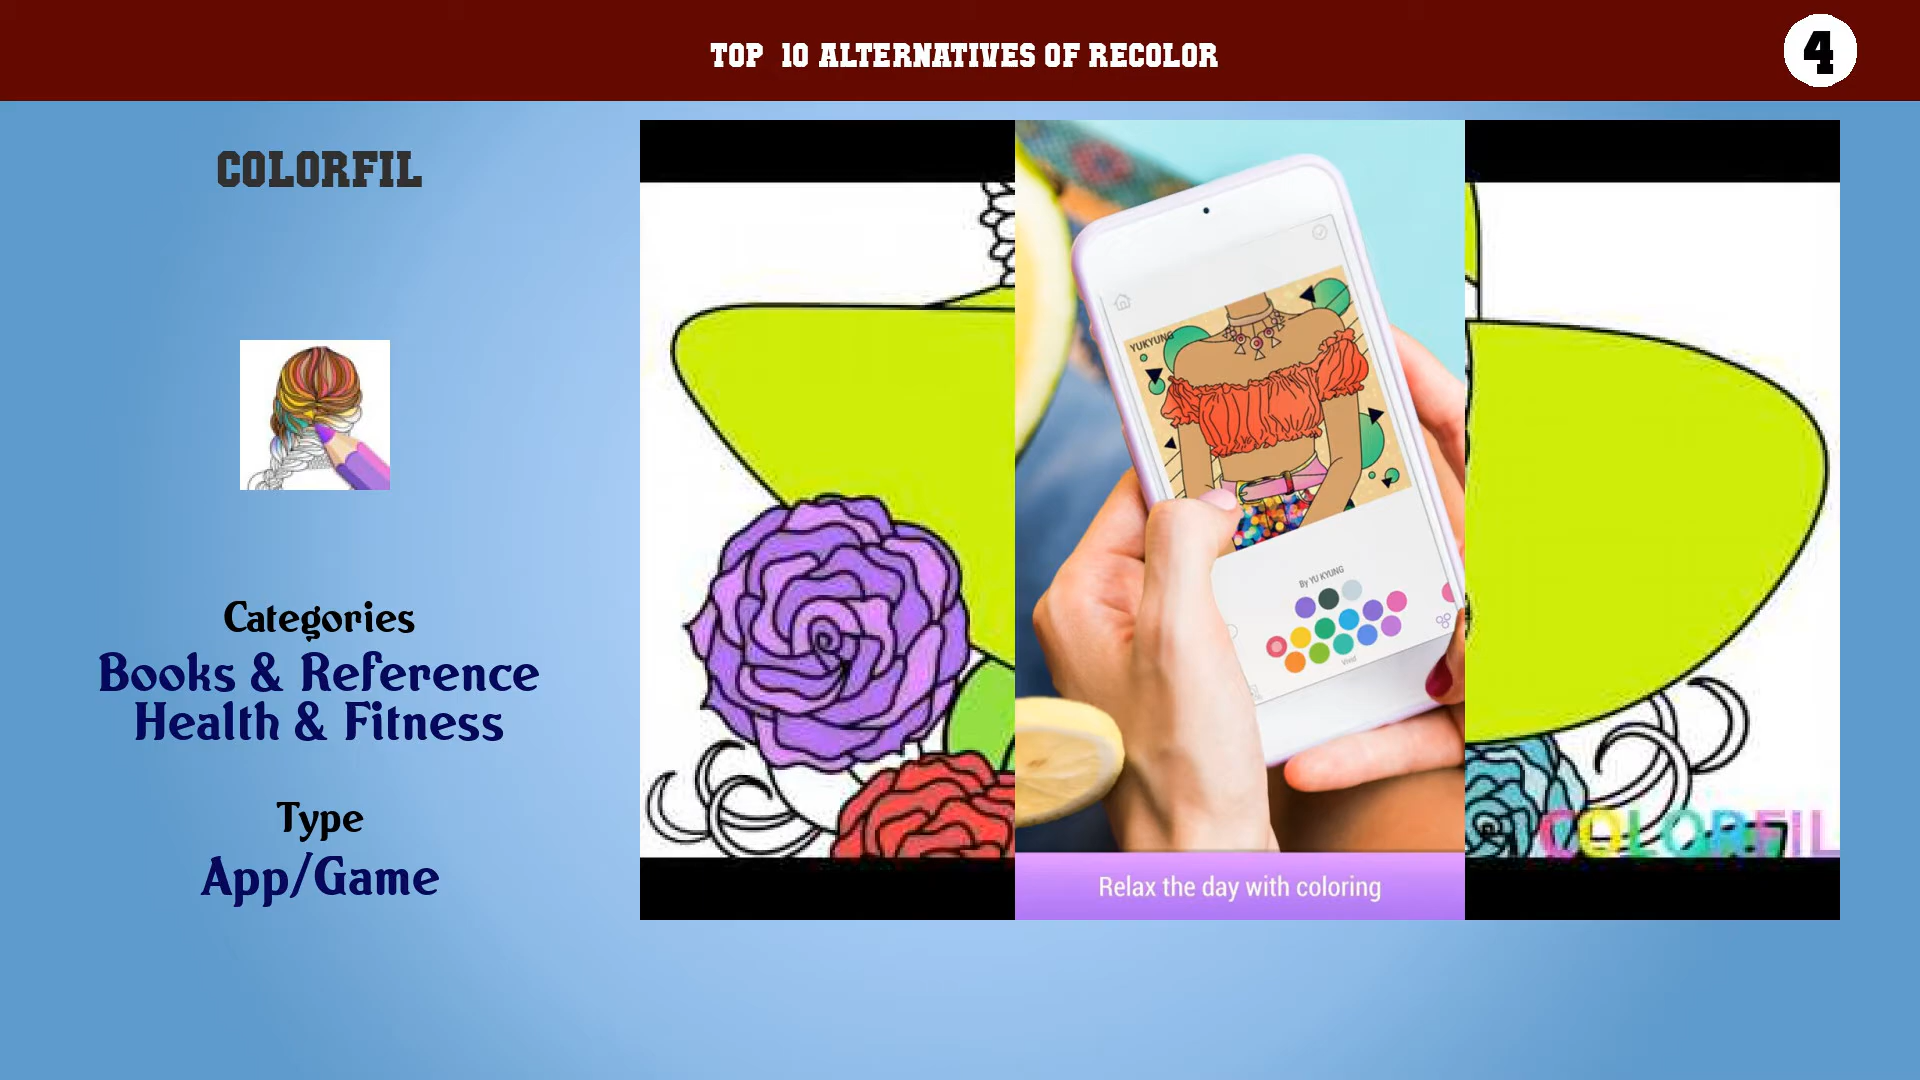 TOP 10 ALTERNATIVES OF RECOLOR
4
COLORFIL
Categories
Books & Reference
Health & Fitness
Type
App/Game
YUKYUNG
By YU KYUNG
Vivid
Relax the day with coloring
COLORFIL